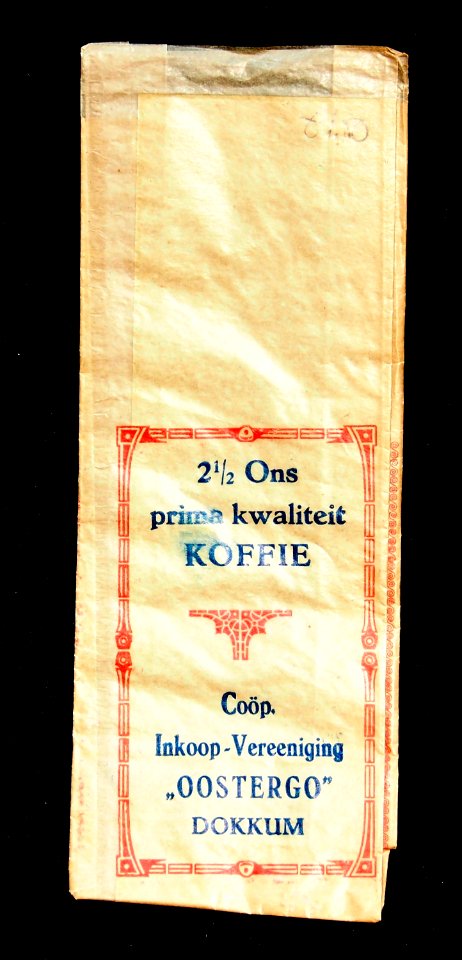 2½ Ons
prima kwaliteit
KOFFIE
Coöp.
Inkoop-Vereeniging
„OOSTERGO”
DOKKUM